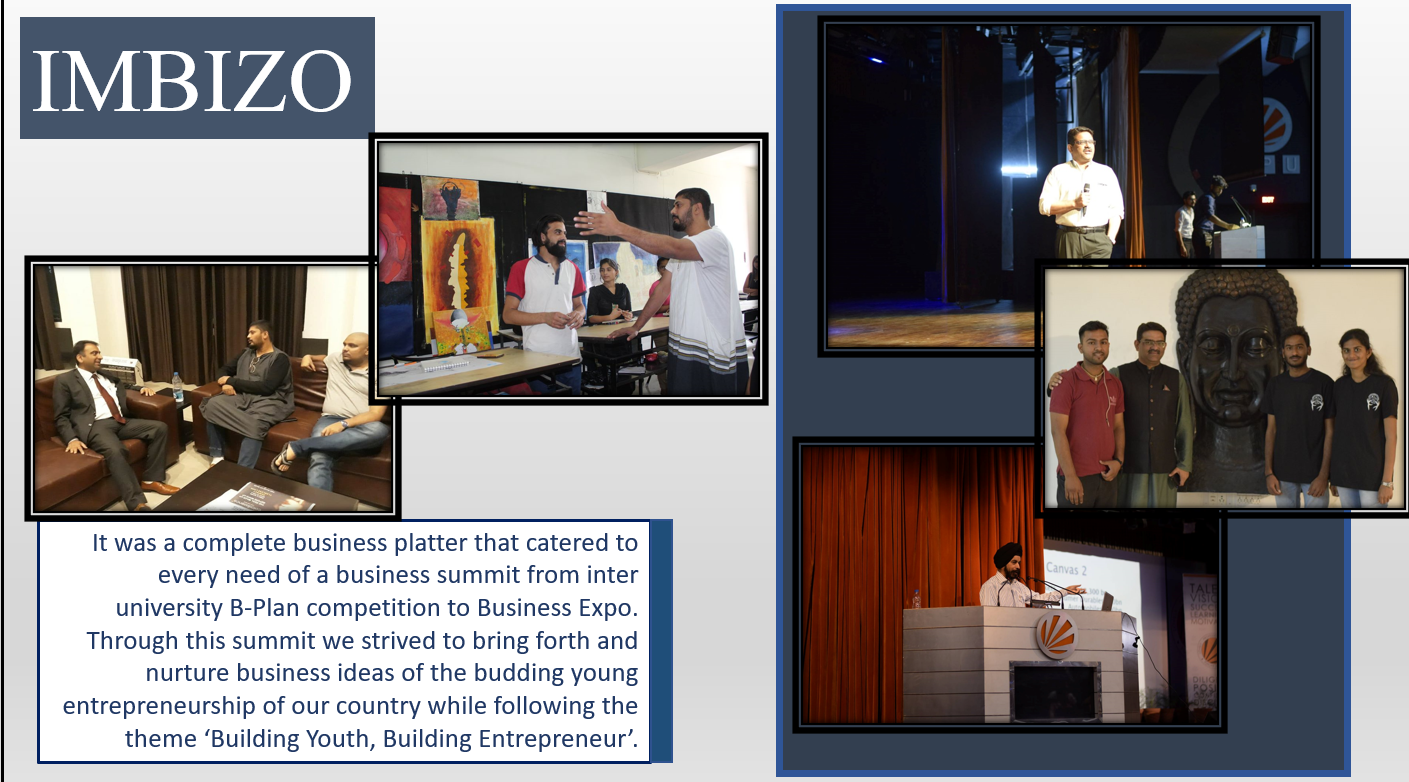 IMBIZO
It was a complete business platter that catered to
every need of a business summit from inter
university B-Plan competition to Business Expo.
Through this summit we strived to bring forth and
nurture business ideas of the budding young
entrepreneurship of our country while following the
theme ‘Building Youth, Building Entrepreneur’.
U
Canvas 2